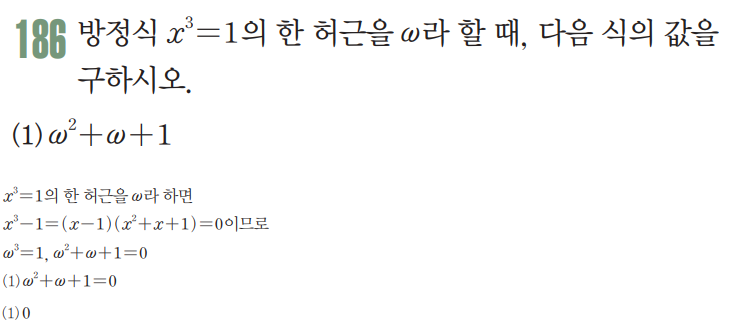 186 방정식 x³=1의 한 허근을 ω라 할 때, 다음 식의 값을
구하시오.
(1) ω²+ω+1
x³=1의 한 허근을 ω라 하면
x³-1=(x-1)(x²+x+1)=0이므로
ω³=1, ω²+ω+1=0
(1) ω²+ω+1=0
(1) 0